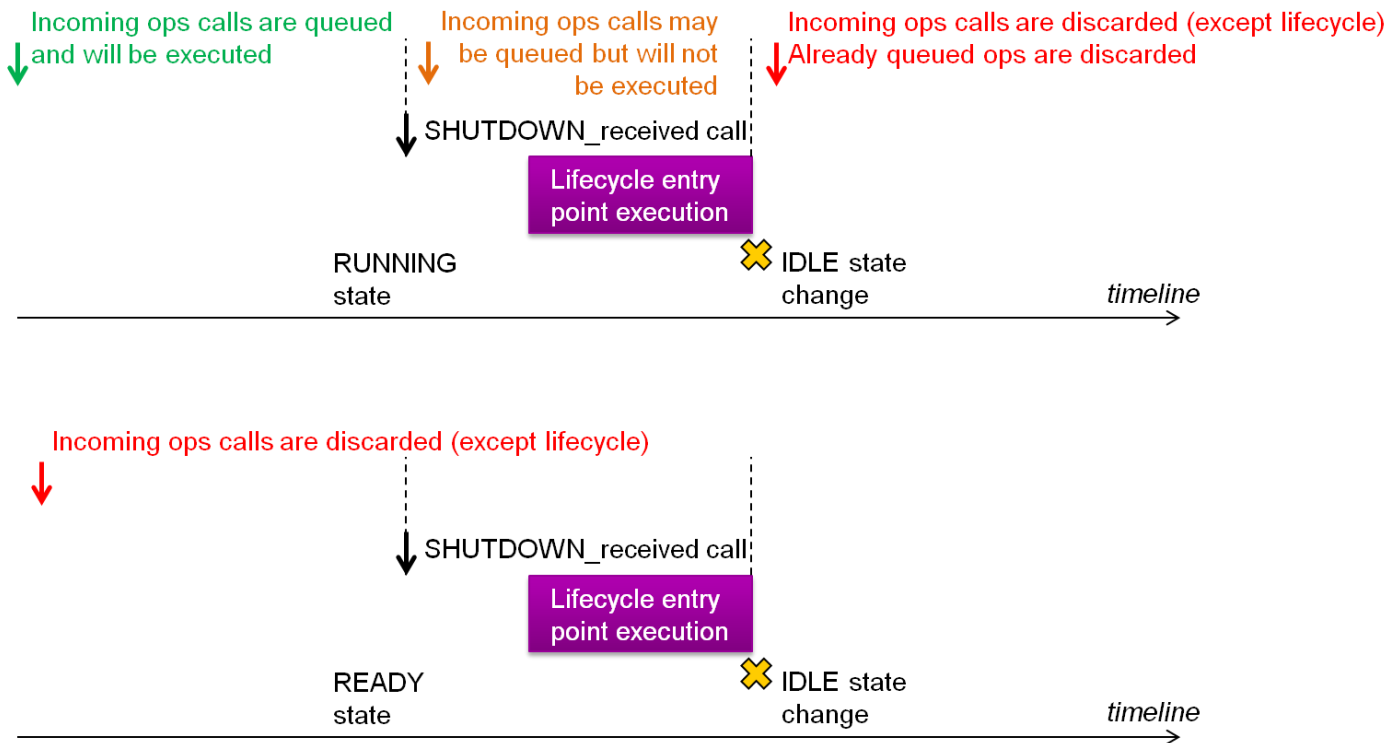 Incoming ops calls are queued
and will be executed
Incoming ops calls may
be queued but will not
be executed
Incoming ops calls are discarded (except lifecycle)
Already queued ops are discarded
SHUTDOWN_received call
Lifecycle entry
point execution
RUNNING
state
IDLE state
change
timeline
Incoming ops calls are discarded (except lifecycle)
SHUTDOWN_received call
Lifecycle entry
point execution
READY
state
IDLE state
change
timeline